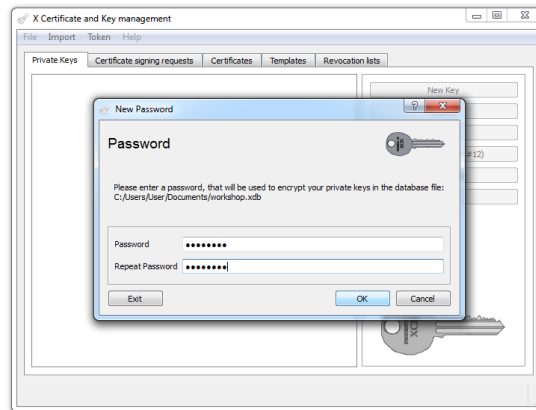 X Certificate and Key management
File Import Token Help
Private Keys Certificate signing requests Certificates Templates Revocation lists
New Key
#12)
New Password
Password
Please enter a password, that will be used to encrypt your private keys in the database file:
C:/Users/User/Documents/workshop.xdb
Password ●●●●●●●●
Repeat Password ●●●●●●●●
Exit OK Cancel